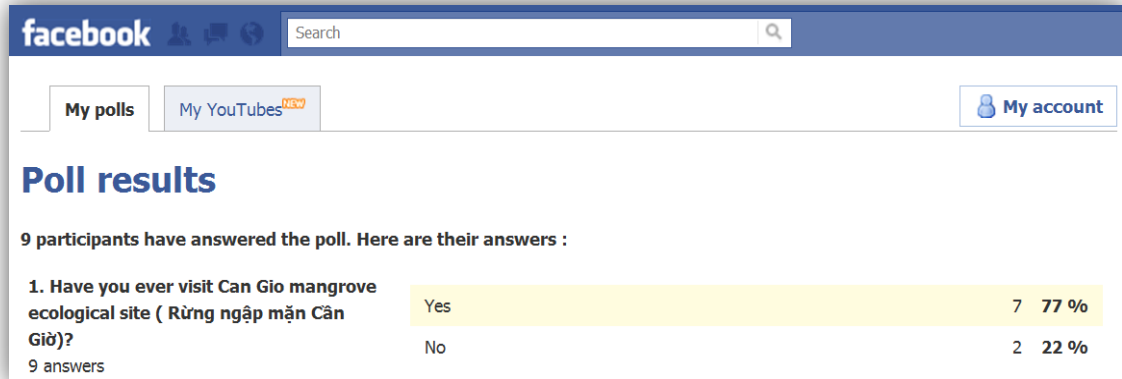 facebook Search
My polls My YouTubes NEW My account
Poll results
9 participants have answered the poll. Here are their answers :
1. Have you ever visit Can Gio mangrove
ecological site ( Rừng ngập mặn Cần
Giờ)?
9 answers
Yes 7 77 %
No 2 22 %